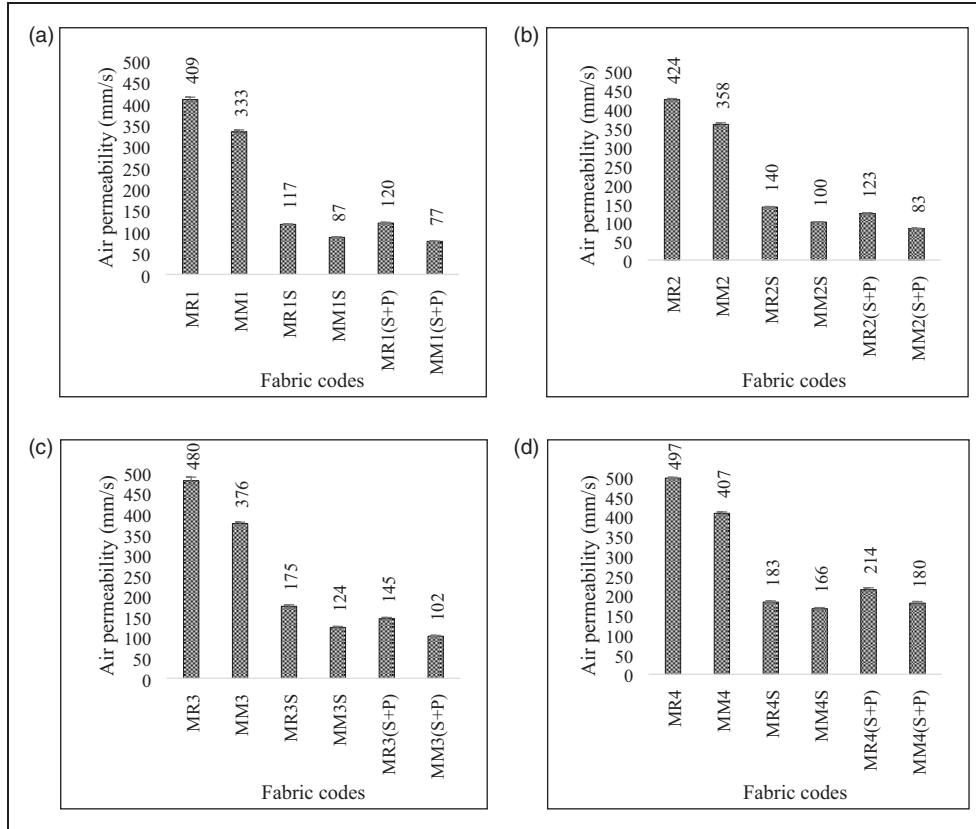 (a)
Air permeability (mm/s)
500
450
400
350
300
250
200
150
100
50
0
409
333
117
87
120
77
MR1
MM1
MR1S
MM1S
MR1(S+P)
MM1(S+P)
Fabric codes
(b)
Air permeability (mm/s)
500
450
400
350
300
250
200
150
100
50
0
424
358
140
100
123
83
MR2
MM2
MR2S
MM2S
MR2(S+P)
MM2(S+P)
Fabric codes
(c)
Air permeability (mm/s)
500
450
400
350
300
250
200
150
100
50
0
480
376
175
124
145
102
MR3
MM3
MR3S
MM3S
MR3(S+P)
MM3(S+P)
Fabric codes
(d)
Air permeability (mm/s)
500
450
400
350
300
250
200
150
100
50
0
497
407
183
166
214
180
MR4
MM4
MR4S
MM4S
MR4(S+P)
MM4(S+P)
Fabric codes